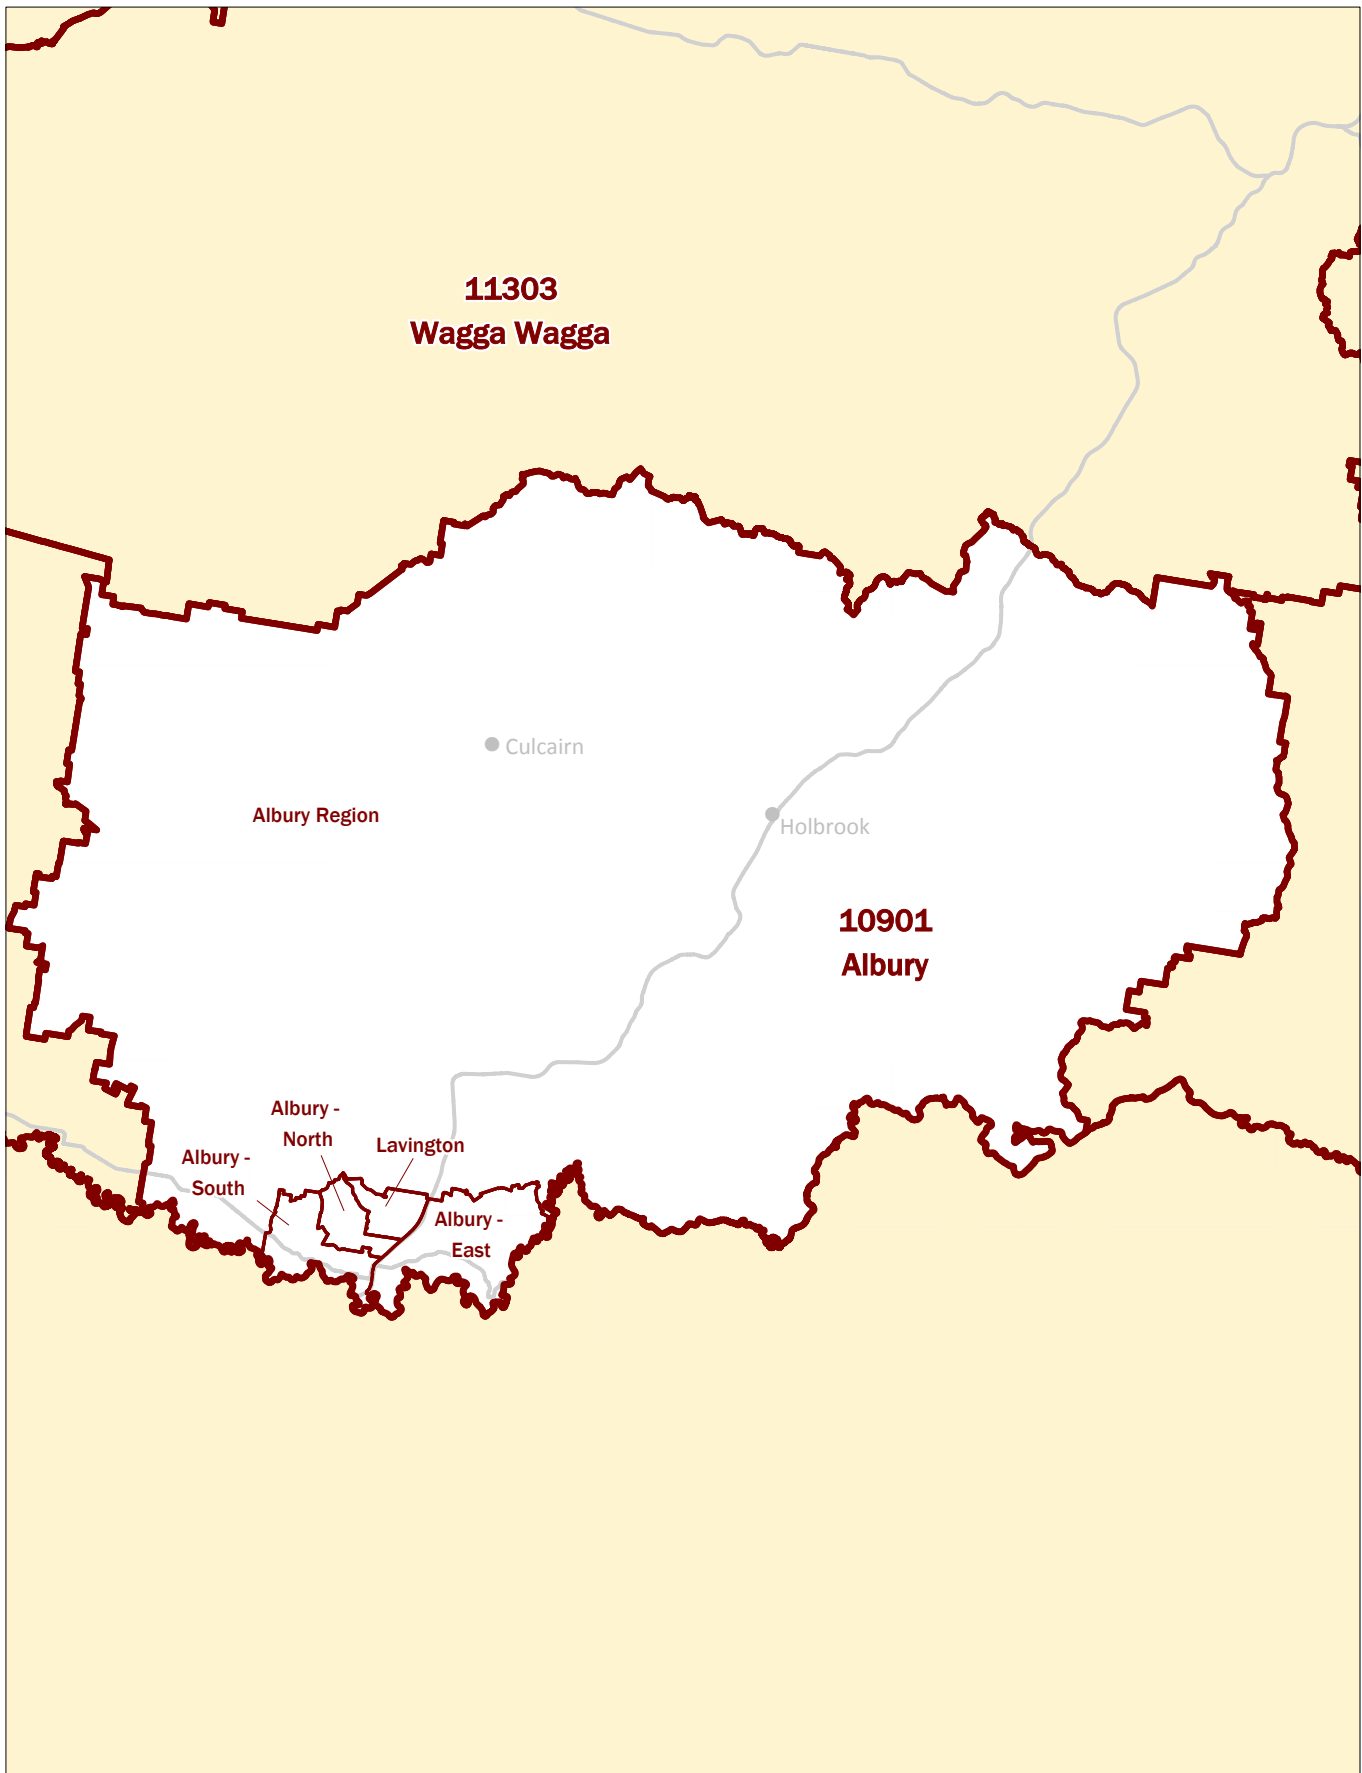 11303
Wagga Wagga
Culcairn
Albury Region
Holbrook
10901
Albury
Albury -
North
Lavington
Albury -
South
Albury -
East